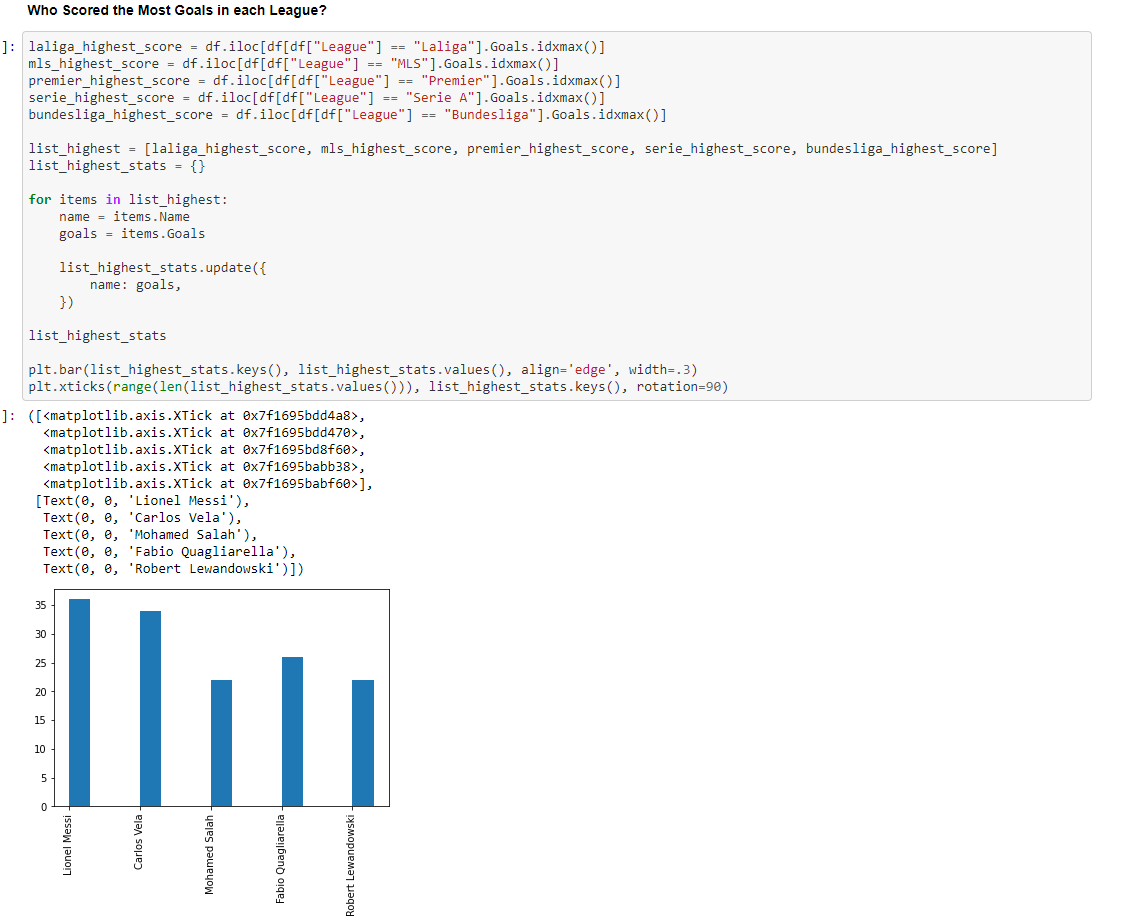 Who Scored the Most Goals in each League?
]: laliga_highest_score = df.iloc[df[df["League"] == "Laliga"].Goals.idxmax()]
mls_highest_score = df.iloc[df[df["League"] == "MLS"].Goals.idxmax()]
premier_highest_score = df.iloc[df[df["League"] == "Premier"].Goals.idxmax()]
serie_highest_score = df.iloc[df[df["League"] == "Serie A"].Goals.idxmax()]
bundesliga_highest_score = df.iloc[df[df["League"] == "Bundesliga"].Goals.idxmax()]
list_highest = [laliga_highest_score, mls_highest_score, premier_highest_score, serie_highest_score, bundesliga_highest_score]
list_highest_stats = {}
for items in list_highest:
    name = items.Name
    goals = items.Goals
    list_highest_stats.update({
        name: goals,
    })
list_highest_stats
plt.bar(list_highest_stats.keys(), list_highest_stats.values(), align='edge', width=.3)
plt.xticks(range(len(list_highest_stats.values())), list_highest_stats.keys(), rotation=90)
]: ([<matplotlib.axis.XTick at 0x7f1695bdd4a8>,
<matplotlib.axis.XTick at 0x7f1695bdd470>,
<matplotlib.axis.XTick at 0x7f1695bd8f60>,
<matplotlib.axis.XTick at 0x7f1695babb38>,
<matplotlib.axis.XTick at 0x7f1695babf60>],
[Text(0, 0, 'Lionel Messi'),
Text(0, 0, 'Carlos Vela'),
Text(0, 0, 'Mohamed Salah'),
Text(0, 0, 'Fabio Quagliarella'),
Text(0, 0, 'Robert Lewandowski')])
35
30
25
20
15
10
5
0
Lionel Messi
Carlos Vela
Mohamed Salah
Fabio Quagliarella
Robert Lewandowski